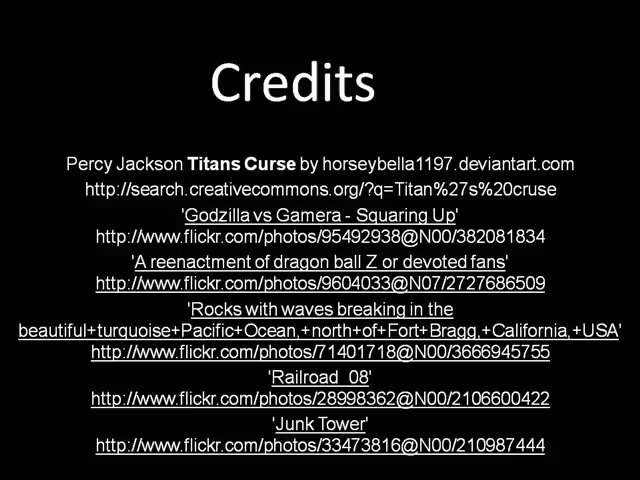 Credits
Percy Jackson Titans Curse by horseybella1197.deviantart.com
http://search.creativecommons.org/?q=Titan%27s%20cruse
'Godzilla vs Gamera - Squaring Up'
http://www.flickr.com/photos/95492938@N00/382081834
'A reenactment of dragon ball Z or devoted fans'
http://www.flickr.com/photos/9604033@N07/2727686509
'Rocks with waves breaking in the
beautiful+turquoise+Pacific+Ocean,+north+of+Fort+Bragg,+California,+USA'
http://www.flickr.com/photos/71401718@N00/3666945755
'Railroad_08'
http://www.flickr.com/photos/28998362@N00/2106600422
'Junk Tower'
http://www.flickr.com/photos/33473816@N00/210987444